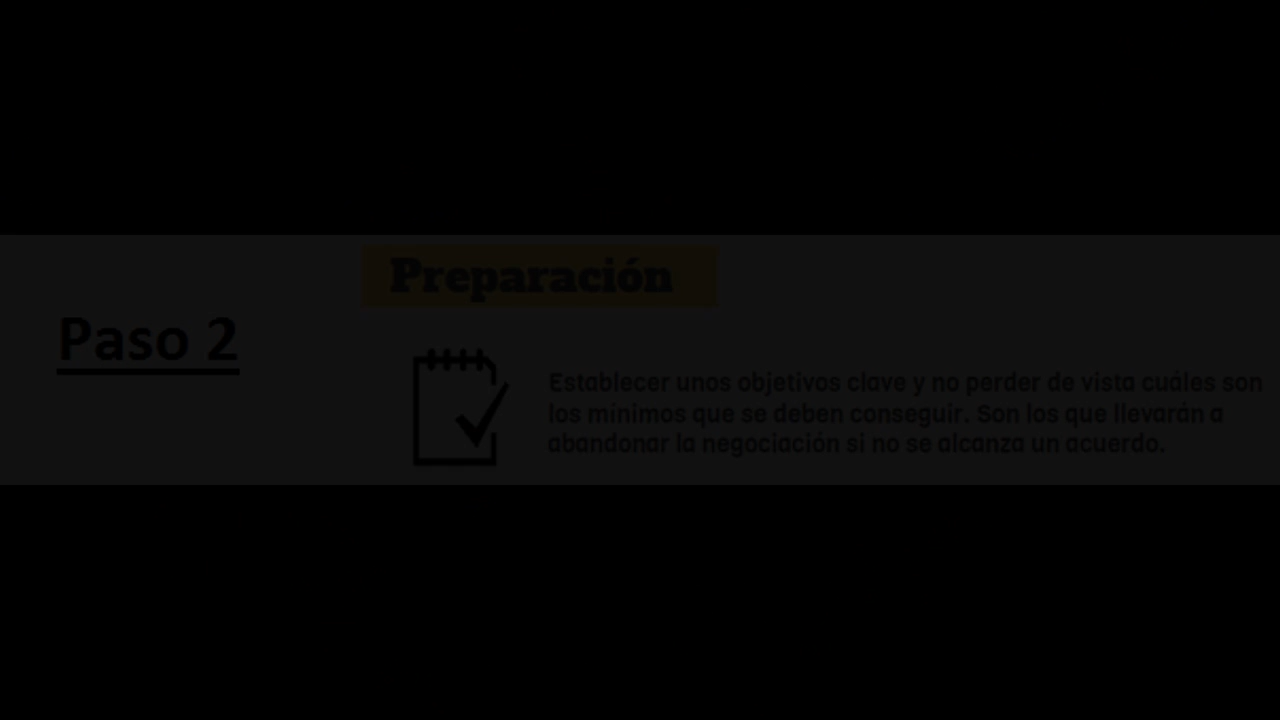 Preparación
Paso 2
Establecer unos objetivos clave y no perder de vista cuáles son
los mínimos que se deben conseguir. Son los que llevarán a
abandonar la negociación si no se alcanza un acuerdo.